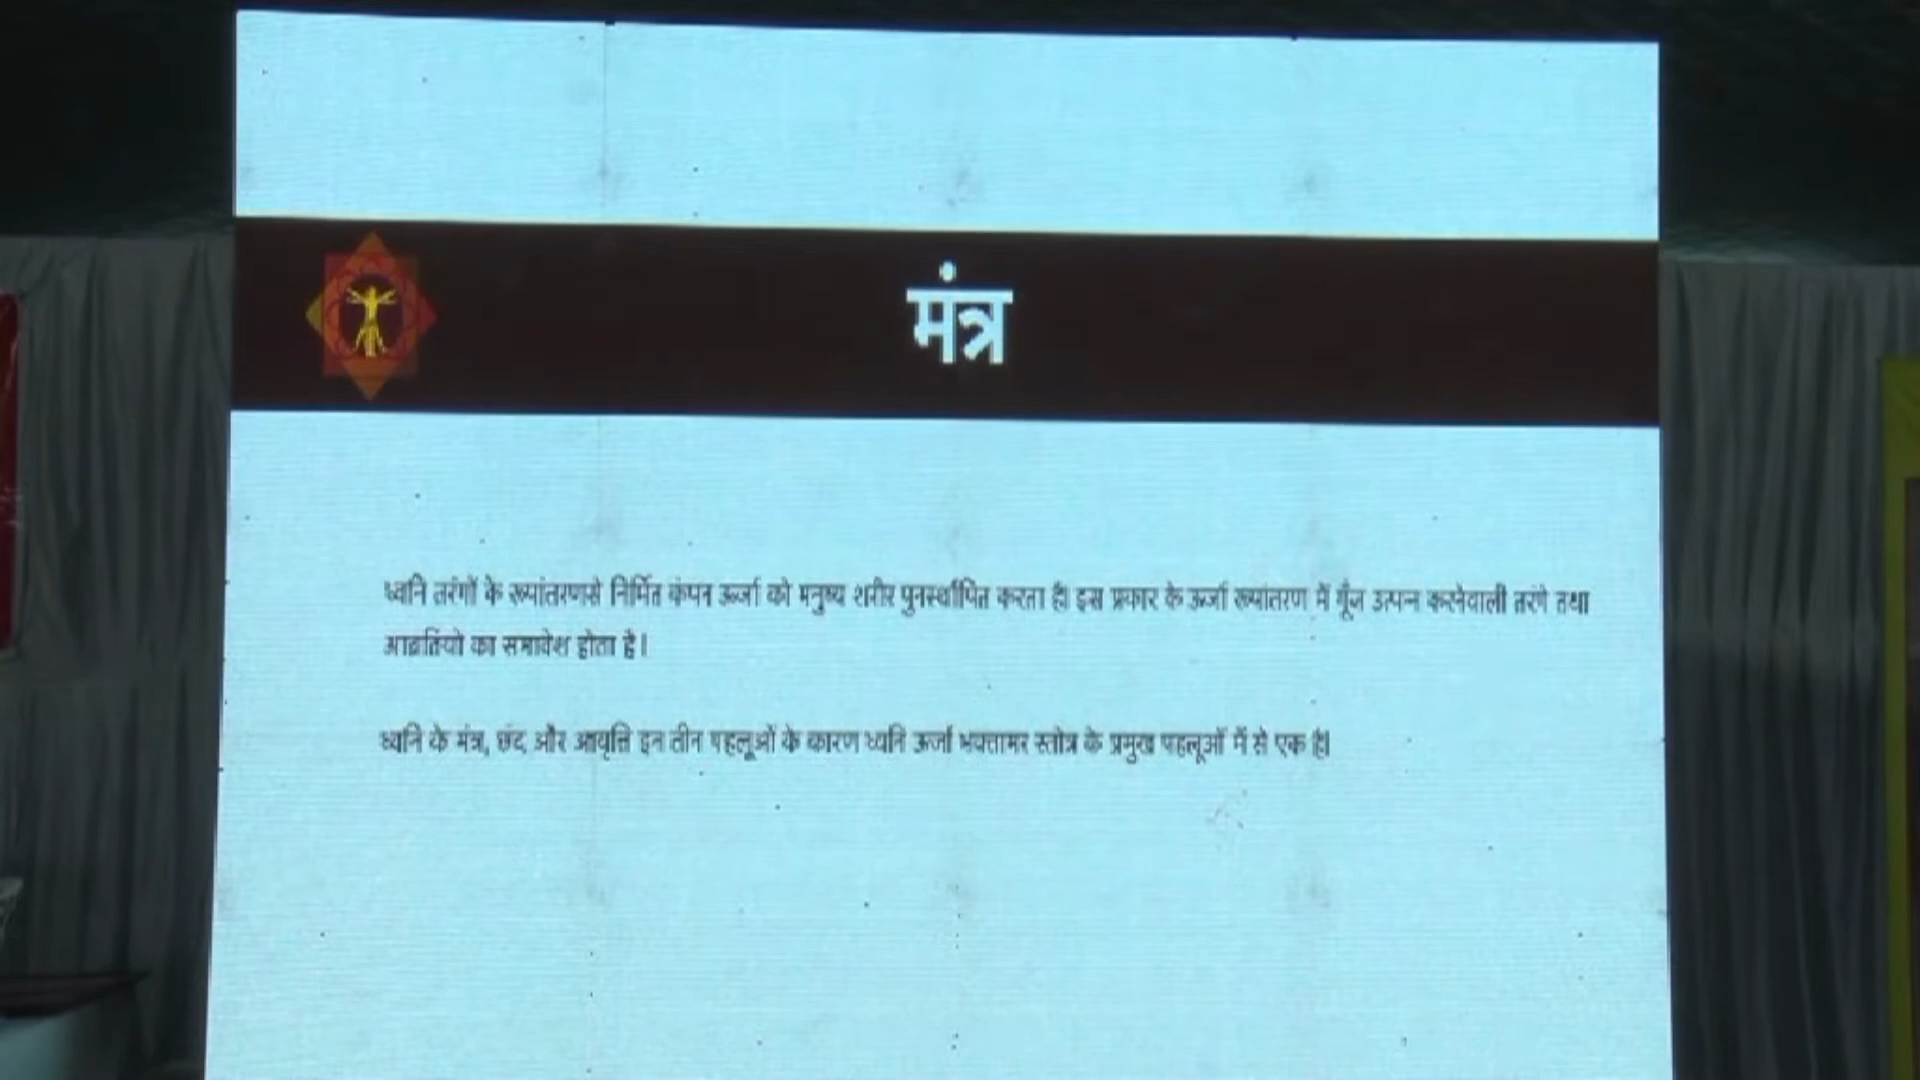 मंत्र
ध्वनि तरंगों के रूपांतरणसे निर्मित कंपन ऊर्जा को मनुष्य शरीर पुनर्स्थापित करता है। इस प्रकार के ऊर्जा रूपांतरण में गूँज उत्पन्न करनेवाली तरंगे तथा
का समावेश होता है।
ध्वनि के मंत्र, छंद और आवृत्ति इन तीन पहलूओं के कारण ध्वनि ऊर्जा भक्तामर स्तोत्र के प्रमुख पहलूओं में से एक है।